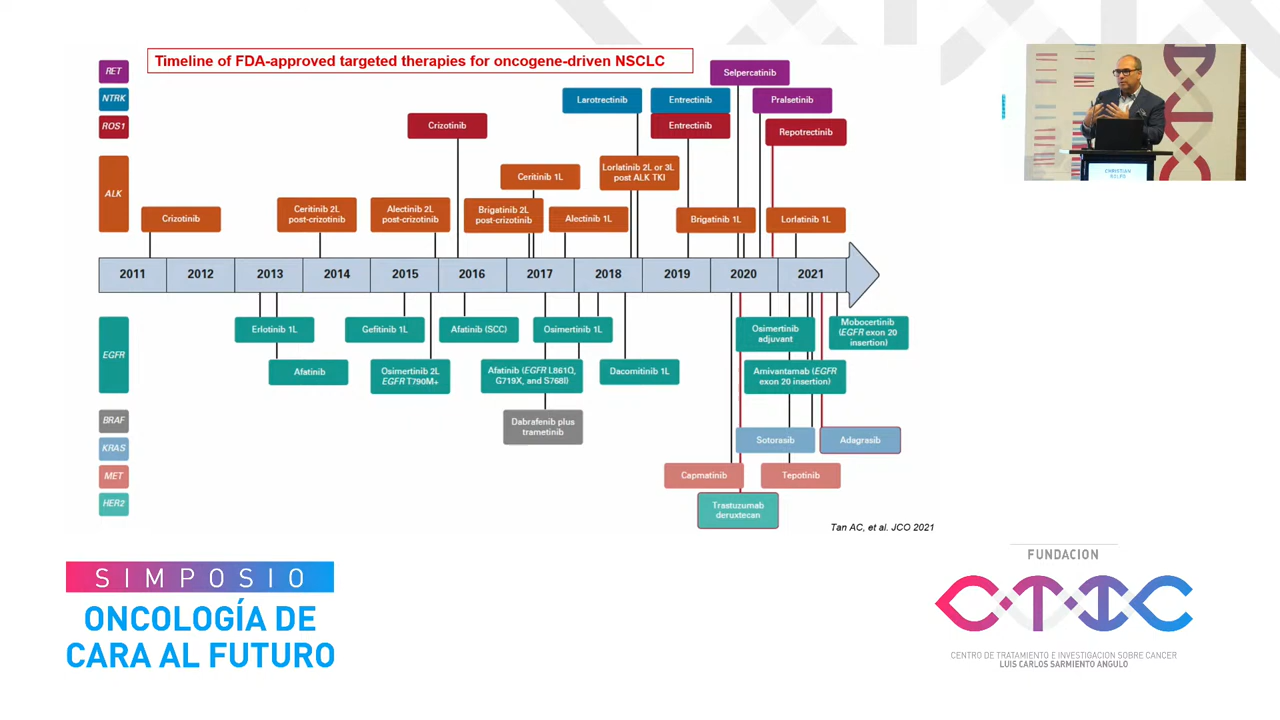 Timeline of FDA-approved targeted therapies for oncogene-driven NSCLC
RET
Selpercatinib
NTRK
Larotrectinib
Entrectinib
Pralsetinib
ROS1
Crizotinib
Entrectinib
Repotrectinib
ALK
Ceritinib 1L
Lorlatinib 2L or 3L
post ALK TKI
Crizotinib
Ceritinib 2L
post-crizotinib
Alectinib 2L
post-crizotinib
Brigatinib 2L
post-crizotinib
Alectinib 1L
Brigatinib 1L
Lorlatinib 1L
2011
2012
2013
2014
2015
2016
2017
2018
2019
2020
2021
EGFR
Erlotinib 1L
Gefitinib 1L
Afatinib (SCC)
Osimertinib 1L
Osimertinib
adjuvant
Mobocertinib
(EGFR exon 20
insertion)
Afatinib
Osimertinib 2L
EGFR T790M+
Afatinib (EGFR L861Q,
G719X, and S768I)
Dacomitinib 1L
Amivantamab (EGFR
exon 20 insertion)
BRAF
Dabrafenib plus
trametinib
KRAS
Sotorasib
Adagrasib
MET
Capmatinib
Tepotinib
HER2
Trastuzumab
deruxtecan
Tan AC, et al. JCO 2021
CHRISTIAN
ROLFO
SIMPOSIO
ONCOLOGÍA DE
CARA AL FUTURO
FUNDACION
CTIC
CENTRO DE TRATAMIENTO E INVESTIGACION SOBRE CANCER
LUIS CARLOS SARMIENTO ANGULO